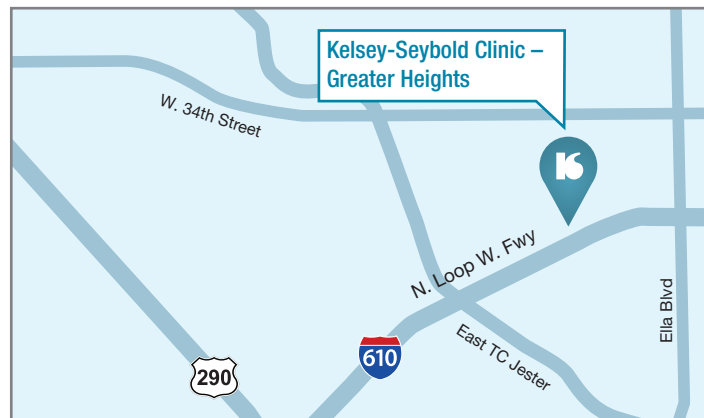 Kelsey-Seybold Clinic –
Greater Heights
W. 34th Street
K
N. Loop W. Fwy
Ella Blvd
610
East TC Jester
290